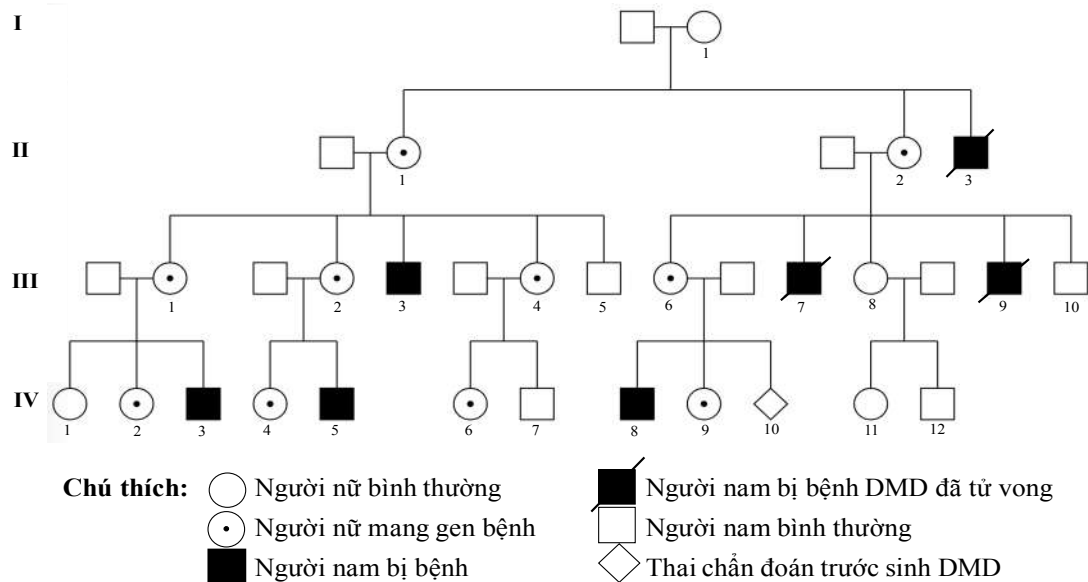 I
1
II
1 2 3
III
1 2 3 4 5 6 7 8 9 10
IV
1 2 3 4 5 6 7 8 9 10 11 12
Chú thích:
Người nữ bình thường
Người nam bị bệnh DMD đã tử vong
Người nữ mang gen bệnh
Người nam bình thường
Người nam bị bệnh
Thai chẩn đoán trước sinh DMD